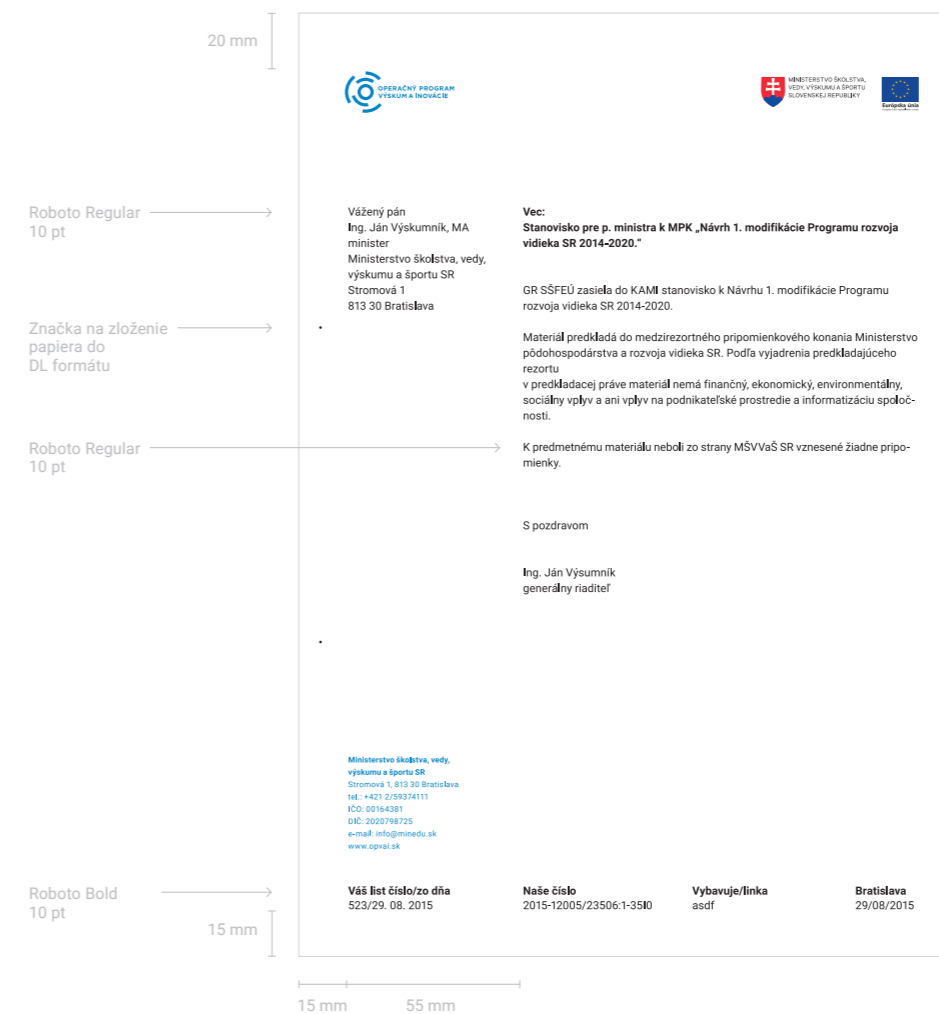 20 mm
OPERAČNÝ PROGRAM
VÝSKUM A INOVÁCIE
MINISTERSTVO ŠKOLSTVA,
VEDY, VÝSKUMU A ŠPORTU
SLOVENSKEJ REPUBLIKY
Európska únia
Roboto Regular
10 pt
Vážený pán
Ing. Ján Výskumník, MA
minister
Ministerstvo školstva, vedy,
výskumu a športu SR
Stromová 1
813 30 Bratislava
Vec:
Stanovisko pre p. ministra k MPK „Návrh 1. modifikácie Programu rozvoja
vidieka SR 2014-2020.“
GR SŠFEÚ zasiela do KAMI stanovisko k Návrhu 1. modifikácie Programu
rozvoja vidieka SR 2014-2020.
Značka na zloženie
papiera do
DL formátu
Materiál predkladá do medzirezortného pripomienkového konania Ministerstvo
pôdohospodárstva a rozvoja vidieka SR. Podľa vyjadrenia predkladajúceho
rezortu
v predkladacej práve materiál nemá finančný, ekonomický, environmentálny,
sociálny vplyv a ani vplyv na podnikateľské prostredie a informatizáciu spoloč-
nosti.
Roboto Regular
10 pt
K predmetnému materiálu neboli zo strany MŠVVaŠ SR vznesené žiadne pripo-
mienky.
S pozdravom
Ing. Ján Výsumník
generálny riaditeľ
Ministerstvo školstva, vedy,
výskumu a športu SR
Stromová 1, 813 30 Bratislava
tel.: +421 2/59374111
IČO: 00164381
DIČ: 2020798725
e-mail: info@minedu.sk
www.opvai.sk
Roboto Bold
10 pt
Váš list číslo/zo dňa
523/29. 08. 2015
Naše číslo
2015-12005/23506:1-35I0
Vybavuje/linka
asdf
Bratislava
29/08/2015
15 mm
15 mm
55 mm